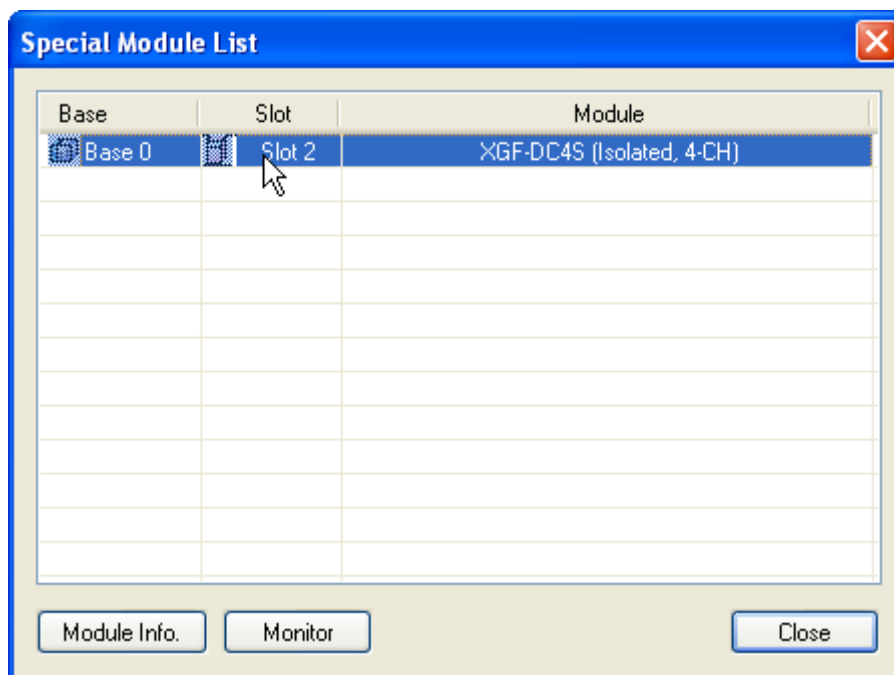 Special Module List
Base Slot Module
Base 0 Slot 2 XGF-DC4S (Isolated, 4-CH)
Module Info. Monitor Close